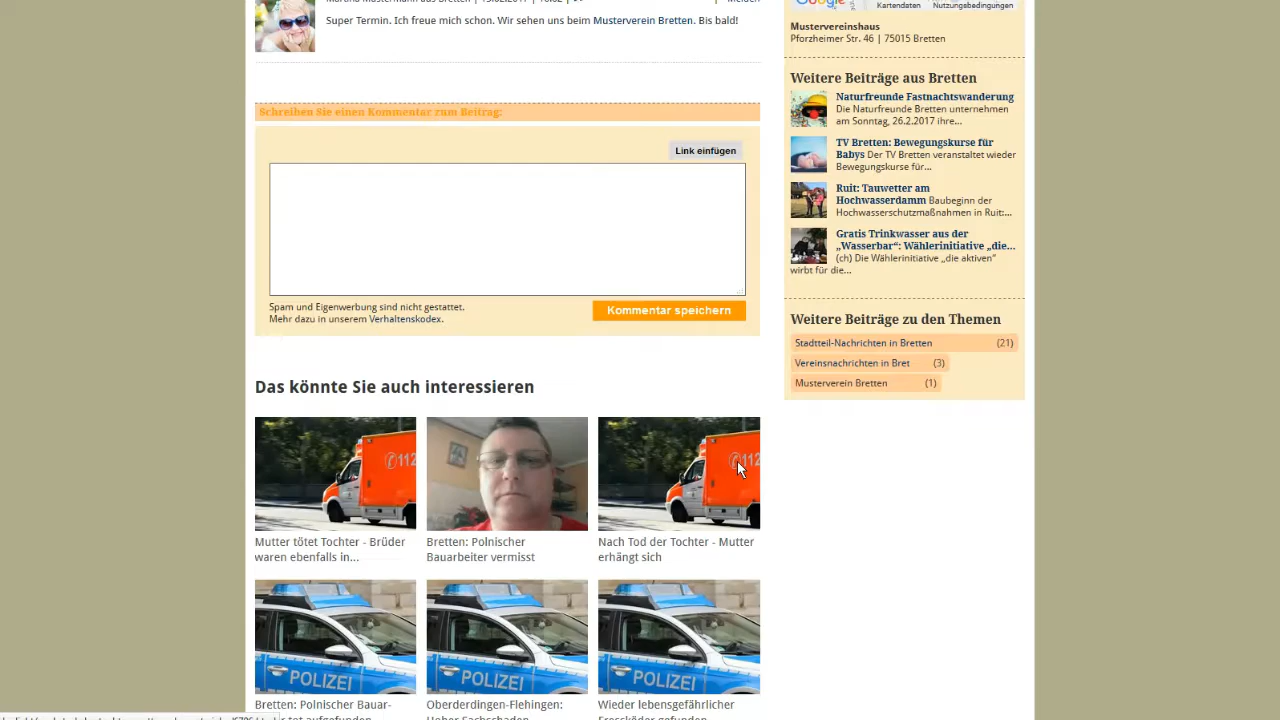 Super Termin. Ich freue mich schon. Wir sehen uns beim Musterverein Bretten. Bis bald!
Schreiben Sie einen Kommentar zum Beitrag:
Link einfügen
Spam und Eigenwerbung sind nicht gestattet.
Mehr dazu in unserem Verhaltenskodex.
Kommentar speichern
Das könnte Sie auch interessieren
112
112
Mutter tötet Tochter - Brüder
waren ebenfalls in...
Bretten: Polnischer
Bauarbeiter vermisst
Nach Tod der Tochter - Mutter
erhängt sich
POLIZEI
POLIZEI
POLIZEI
Bretten: Polnischer Bauar-
Oberderdingen-Flehingen:
Wieder lebensgefährlicher
Google
Kartendaten
Nutzungsbedingungen
Mustervereinshaus
Pforzheimer Str. 46 | 75015 Bretten
Weitere Beiträge aus Bretten
Naturfreunde Fastnachtswanderung
Die Naturfreunde Bretten unternehmen
am Sonntag, 26.2.2017 ihre...
TV Bretten: Bewegungskurse für
Babys Der TV Bretten veranstaltet wieder
Bewegungskurse für...
Ruit: Tauwetter am
Hochwasserdamm Baubeginn der
Hochwasserschutzmaßnahmen in Ruit:...
Gratis Trinkwasser aus der
„Wasserbar“: Wählerinitiative „die...
(ch) Die Wählerinitiative „die aktiven“
wirbt für die...
Weitere Beiträge zu den Themen
Stadtteil-Nachrichten in Bretten (21)
Vereinsnachrichten in Bret (3)
Musterverein Bretten (1)